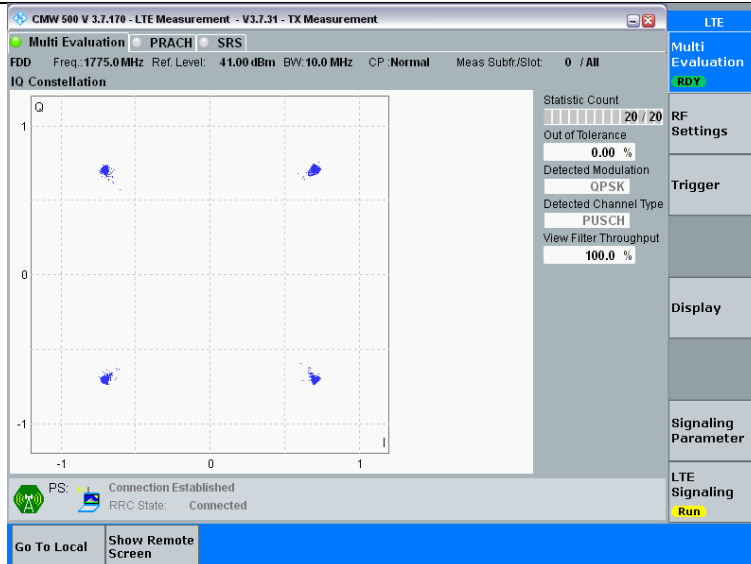 CMW 500 V 3.7.170 - LTE Measurement - V3.7.31 - TX Measurement
LTE
Multi Evaluation PRACH SRS
FDD Freq.:1775.0 MHz Ref. Level: 41.00 dBm BW:10.0 MHz CP :Normal Meas Subfr./Slot: 0 / All
IQ Constellation
Q
1
0
-1
-1
0
1
I
Statistic Count
20 / 20
Out of Tolerance
0.00 %
Detected Modulation
QPSK
Detected Channel Type
PUSCH
View Filter Throughput
100.0 %
Multi
Evaluation
RDY
RF
Settings
Trigger
Display
Signaling
Parameter
LTE
Signaling
Run
PS: Connection Established
RRC State: Connected
Go To Local
Show Remote
Screen